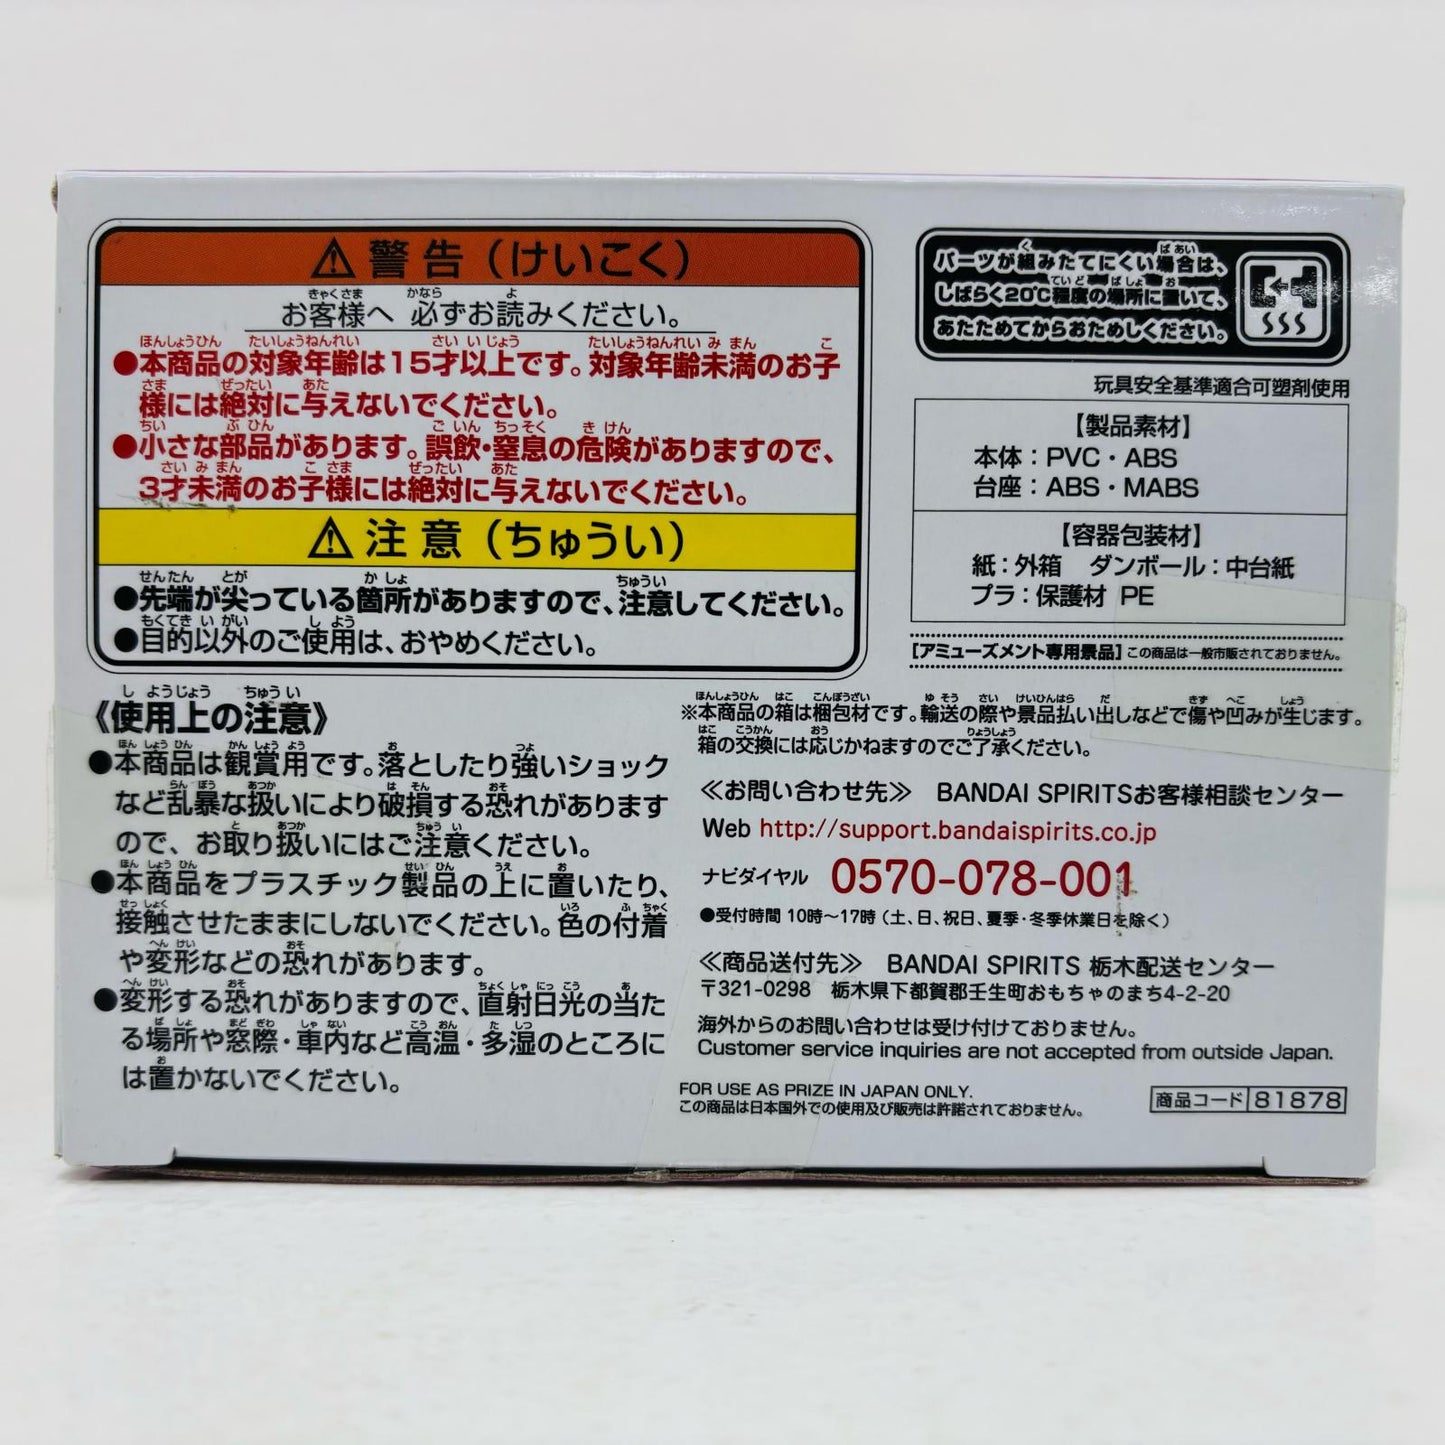 ⚠ 警告（けいこく）
お客様へ 必ずお読みください。
●本商品の対象年齢は15才以上です。対象年齢未満のお子
様には絶対に与えないでください。
●小さな部品があります。誤飲・窒息の危険がありますので、
3才未満のお子様には絶対に与えないでください。
⚠ 注意（ちゅうい）
●先端が尖っている箇所がありますので、注意してください。
●目的以外のご使用は、おやめください。
《使用上の注意》
●本商品は観賞用です。落としたり強いショック
など乱暴な扱いにより破損する恐れがあります
ので、お取り扱いにはご注意ください。
●本商品をプラスチック製品の上に置いたり、
接触させたままにしないでください。色の付着
や変形などの恐れがあります。
●変形する恐れがありますので、直射日光の当た
る場所や窓際・車内など高温・多湿のところに
は置かないでください。
パーツが組みたてにくい場合は、
しばらく20℃程度の場所に置いて、
あたためてからおためしください。
玩具安全基準適合可塑剤使用
【製品素材】
本体：PVC・ABS
台座：ABS・MABS
【容器包装材】
紙：外箱 ダンボール：中台紙
プラ：保護材 PE
[アミューズメント専用景品] この商品は一般市販されておりません。
※本商品の箱は梱包材です。輸送の際や景品払い出しなどで傷や凹みが生じます。
箱の交換には応じかねますのでご了承ください。
≪お問い合わせ先≫ BANDAI SPIRITSお客様相談センター
Web http://support.bandaispirits.co.jp
ナビダイヤル 0570-078-001
●受付時間 10時～17時（土、日、祝日、夏季・冬季休業日を除く）
≪商品送付先≫ BANDAI SPIRITS 栃木配送センター
〒321-0298 栃木県下都賀郡壬生町おもちゃのまち4-2-20
海外からのお問い合わせは受け付けておりません。
Customer service inquiries are not accepted from outside Japan.
FOR USE AS PRIZE IN JAPAN ONLY.
この商品は日本国外での使用及び販売は許諾されておりません。
商品コード 81878